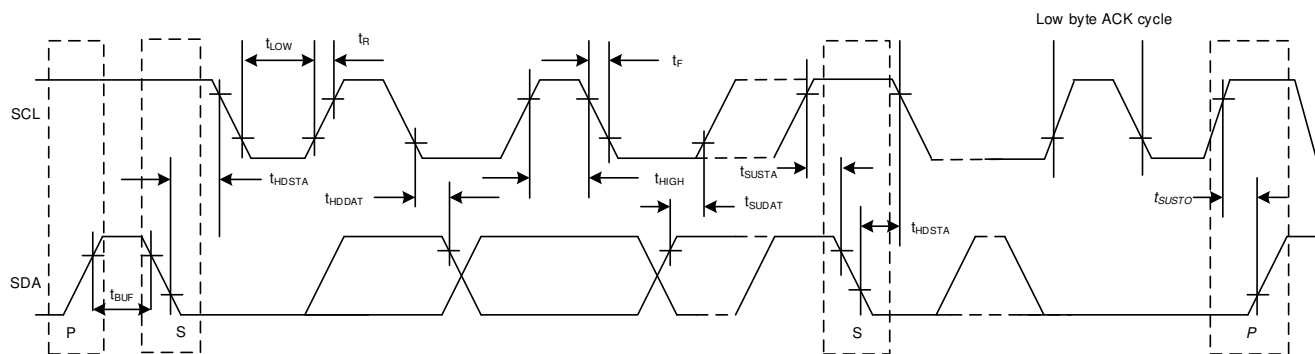 Low byte ACK cycle
tLOW
tR
tF
SCL
tHDSTA
tHDDAT
tHIGH
tSUSTA
tSUDAT
tHDSTA
tSUSTO
SDA
tBUF
P
S
S
P